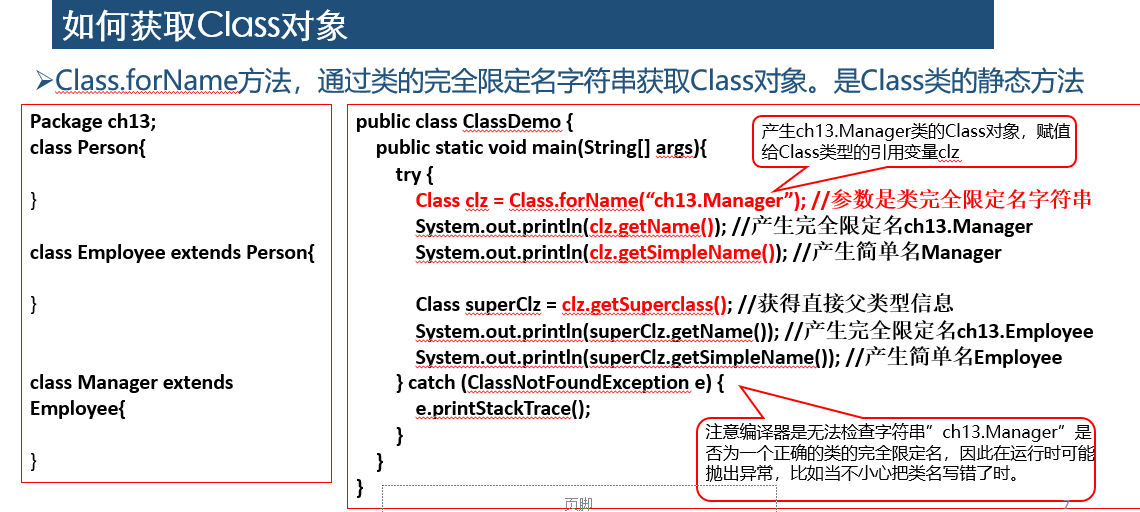 如何获取Class对象
➢Class.forName方法，通过类的完全限定名字符串获取Class对象。是Class类的静态方法
Package ch13;
class Person{
}
class Employee extends Person{
}
class Manager extends
Employee{
}
public class ClassDemo {
public static void main(String[] args){
try {
Class clz = Class.forName(“ch13.Manager”); //参数是类完全限定名字符串
System.out.println(clz.getName()); //产生完全限定名ch13.Manager
System.out.println(clz.getSimpleName()); //产生简单名Manager
Class superClz = clz.getSuperclass(); //获得直接父类型信息
System.out.println(superClz.getName()); //产生完全限定名ch13.Employee
System.out.println(superClz.getSimpleName()); //产生简单名Employee
} catch (ClassNotFoundException e) {
e.printStackTrace();
}
}
}
产生ch13.Manager类的Class对象，赋值
给Class类型的引用变量clz
注意编译器是无法检查字符串”ch13.Manager”是
否为一个正确的类的完全限定名，因此在运行时可能
抛出异常，比如当不小心把类名写错了时。
页脚
7